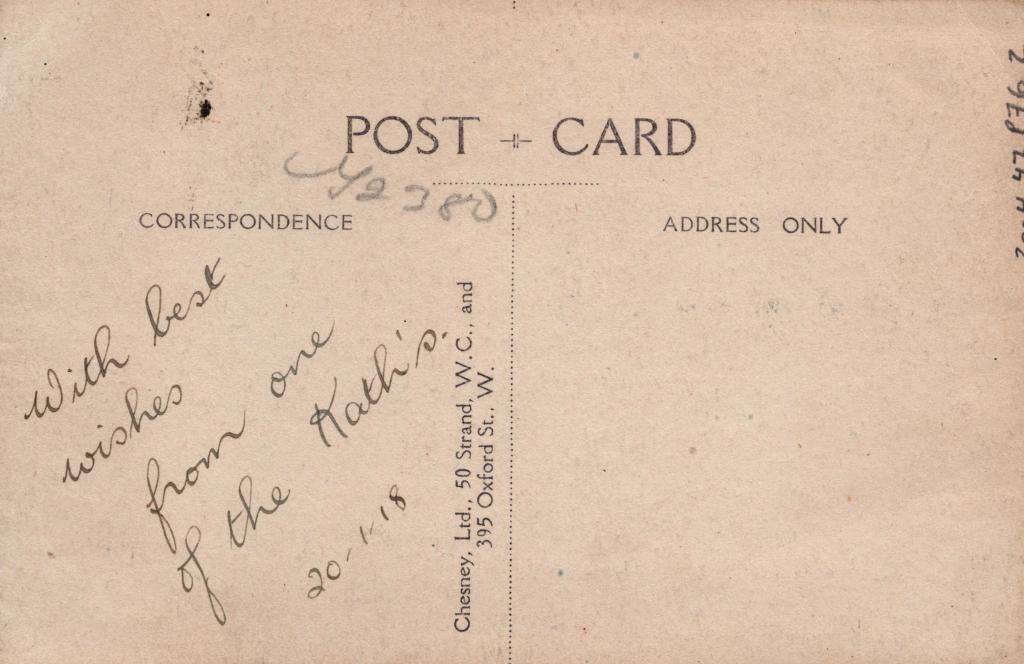 POST CARD
2380
CORRESPONDENCE
ADDRESS ONLY
With best
wishes
from one
of the Kath's.
20-1-18
Chesney, Ltd., 50 Strand, W.C., and
395 Oxford St., W.